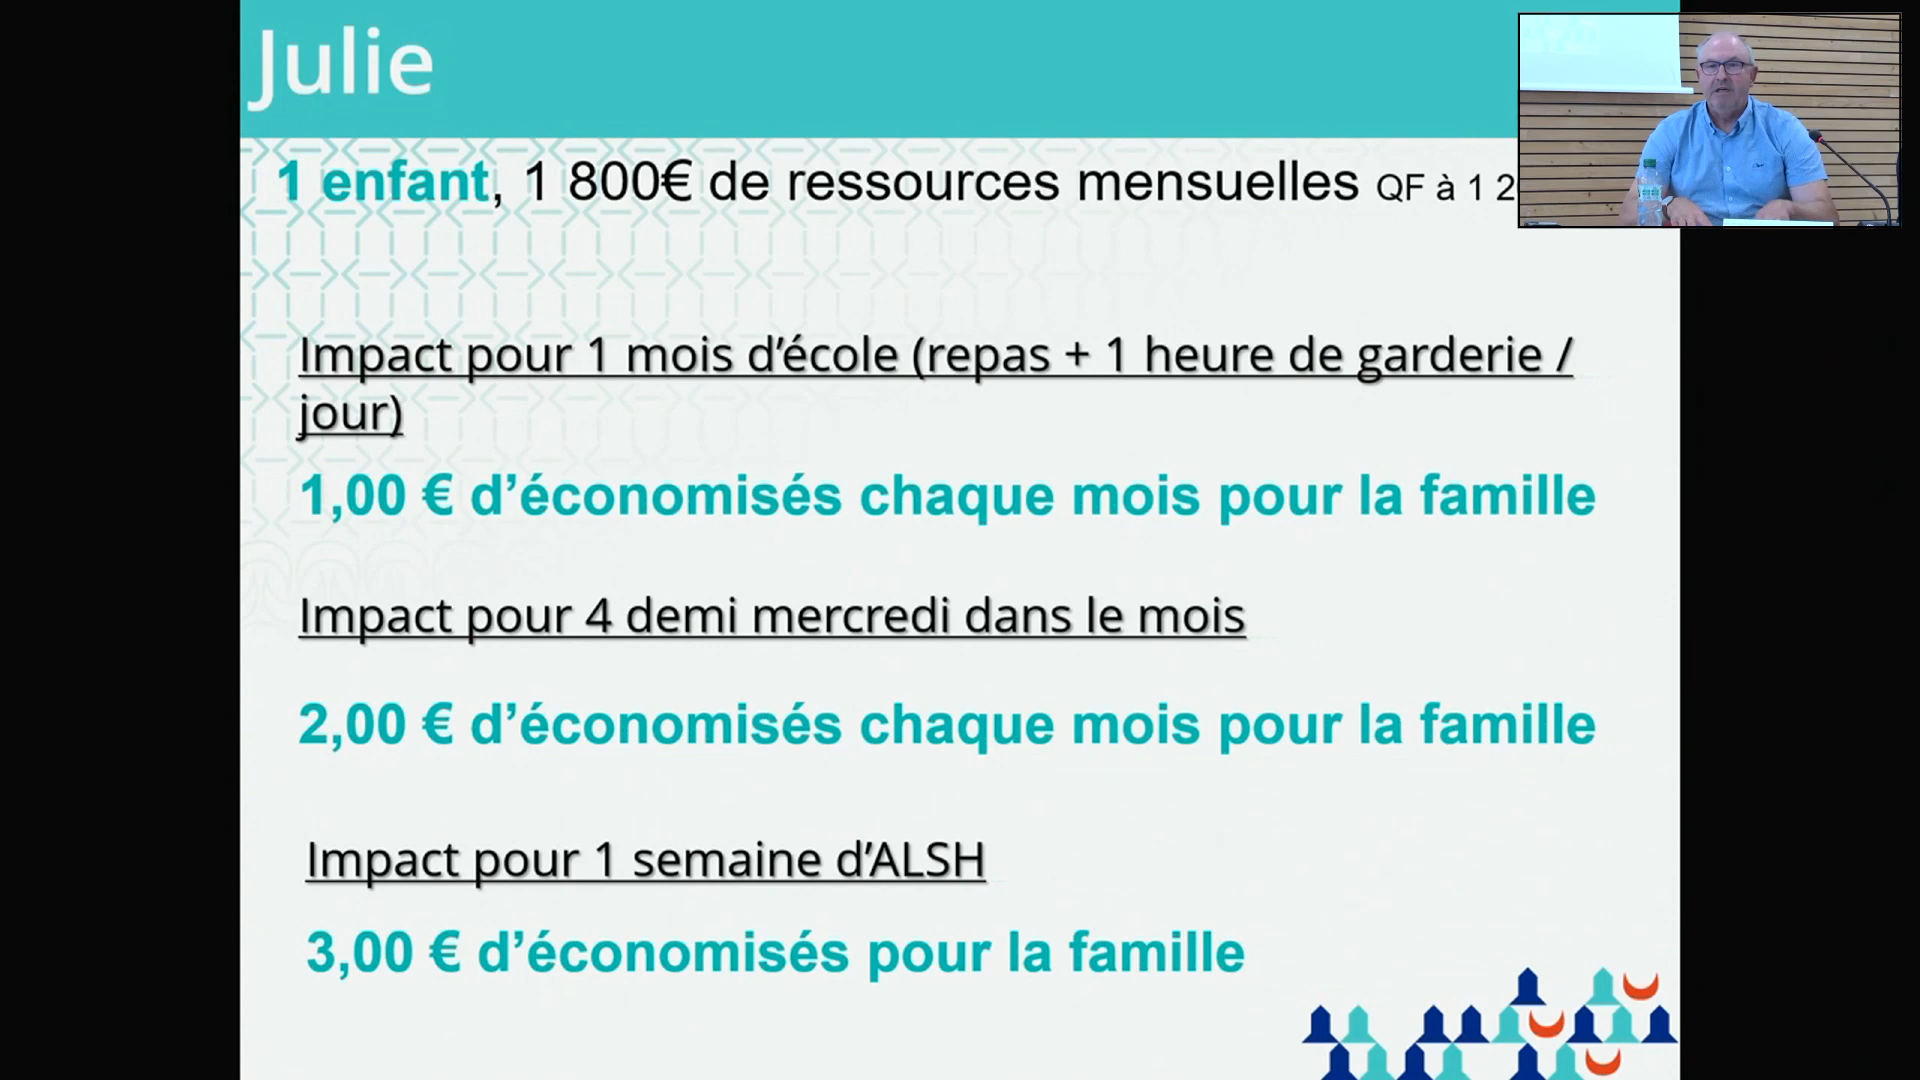 Julie
1 enfant, 1 800€ de ressources mensuelles QF à 1 2
Impact pour 1 mois d’école (repas + 1 heure de garderie /
jour)
1,00 € d’économisés chaque mois pour la famille
Impact pour 4 demi mercredi dans le mois
2,00 € d’économisés chaque mois pour la famille
Impact pour 1 semaine d’ALSH
3,00 € d’économisés pour la famille